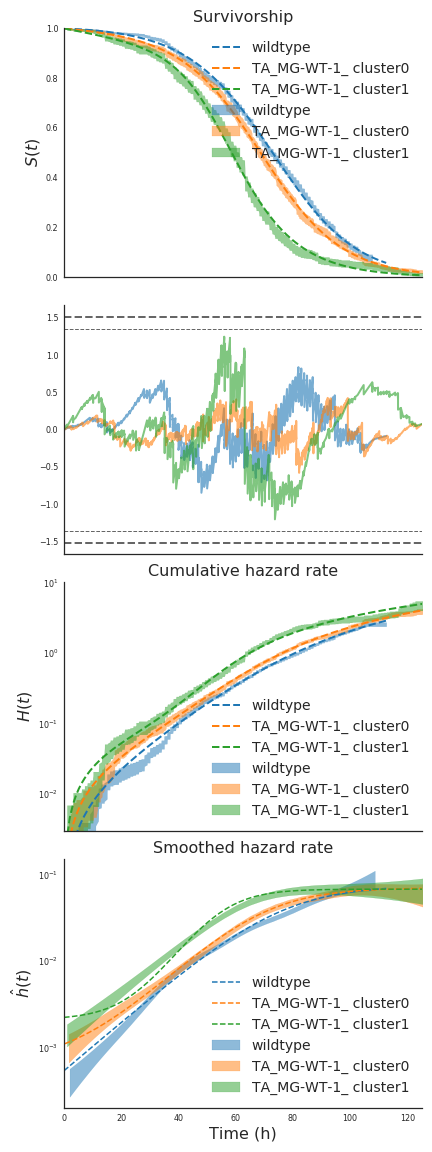 Survivorship
1.0
0.8
0.6
0.4
0.2
0.0
S(t)
wildtype
TA_MG-WT-1_ cluster0
TA_MG-WT-1_ cluster1
wildtype
TA_MG-WT-1_ cluster0
TA_MG-WT-1_ cluster1
1.5
1.0
0.5
0.0
−0.5
−1.0
−1.5
Cumulative hazard rate
10¹
10⁰
10⁻¹
10⁻²
H(t)
wildtype
TA_MG-WT-1_ cluster0
TA_MG-WT-1_ cluster1
wildtype
TA_MG-WT-1_ cluster0
TA_MG-WT-1_ cluster1
Smoothed hazard rate
10⁻¹
10⁻²
10⁻³
ĥ(t)
wildtype
TA_MG-WT-1_ cluster0
TA_MG-WT-1_ cluster1
wildtype
TA_MG-WT-1_ cluster0
TA_MG-WT-1_ cluster1
0 20 40 60 80 100 120
Time (h)